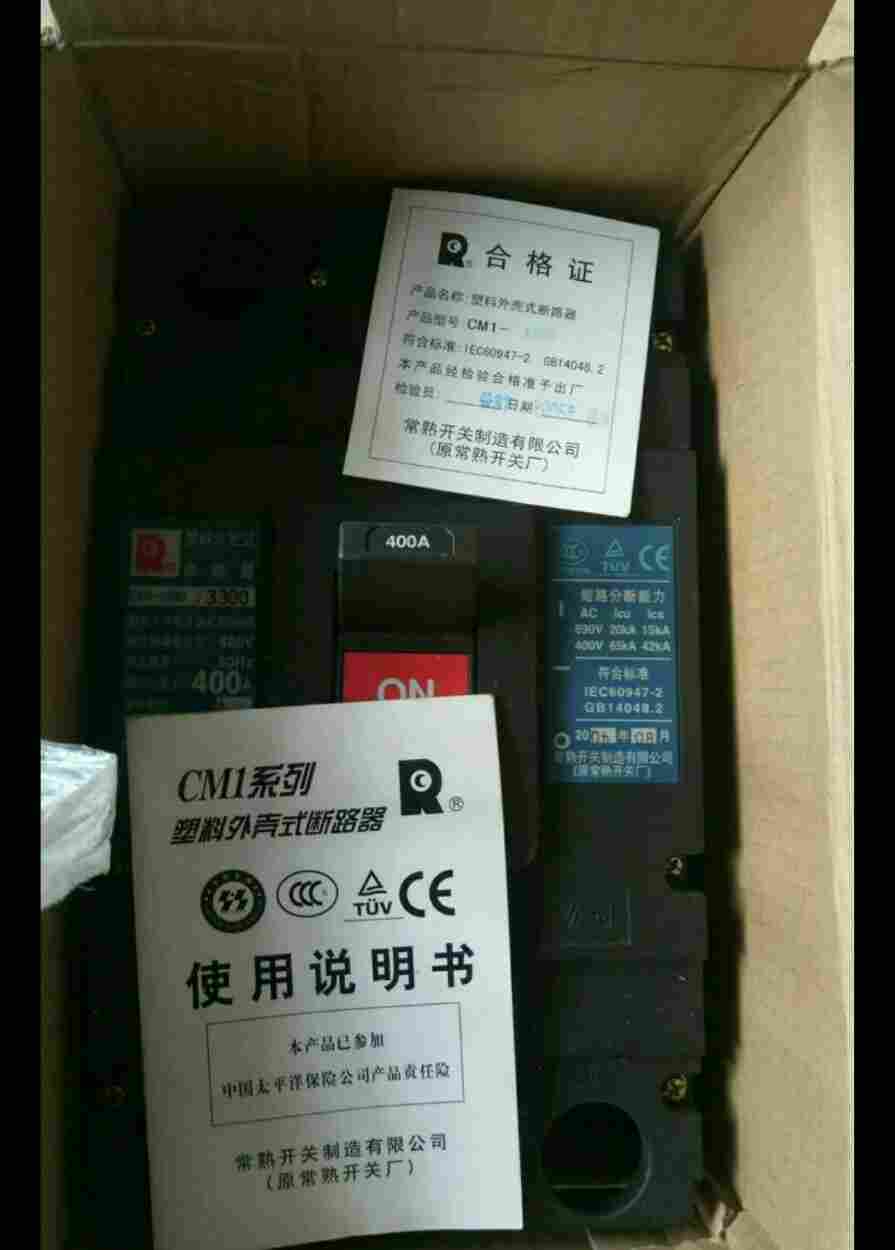 R® 合格证
产品名称:塑料外壳式断路器
产品型号 CM1-
符合标准:IEC60947-2 GB14048.2
本产品经检验合格准予出厂
检验员: 日期
常熟开关制造有限公司
(原常熟开关厂)
3300
400V
50Hz
400A
400A
ON
CCC TÜV CE
短路分断能力
AC Icu Ics
690V 20kA 15kA
400V 65kA 42kA
符合标准
IEC60947-2
GB14048.2
20 年08月
常熟开关制造有限公司
(原常熟开关厂)
CM1系列
R®
塑料外壳式断路器
CCC TÜV CE
使用说明书
本产品已参加
中国太平洋保险公司产品责任险
常熟开关制造有限公司
(原常熟开关厂)